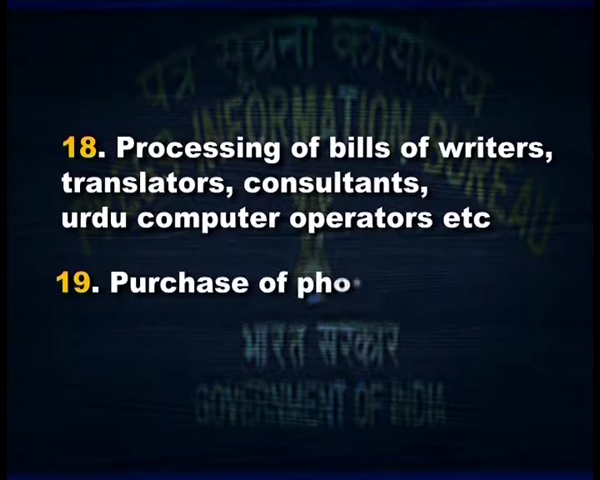 पत्र सूचना कार्यालय
PRESS INFORMATION BUREAU
18. Processing of bills of writers,
translators, consultants,
urdu computer operators etc
19. Purchase of pho
भारत सरकार
GOVERNMENT OF INDIA